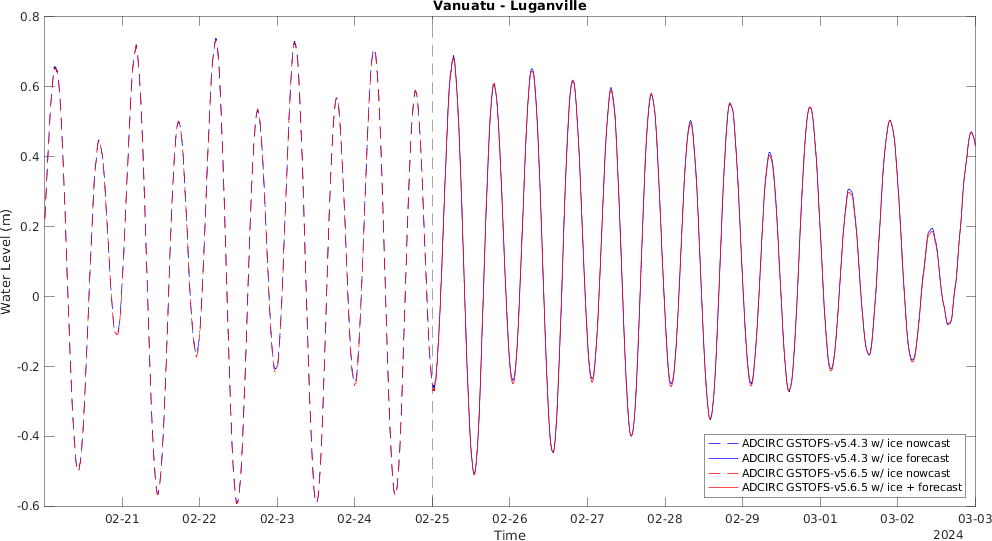 Vanuatu - Luganville
0.8
0.6
0.4
0.2
0
-0.2
-0.4
-0.6
Water Level (m)
ADCIRC GSTOFS-v5.4.3 w/ ice nowcast
ADCIRC GSTOFS-v5.4.3 w/ ice forecast
ADCIRC GSTOFS-v5.6.5 w/ ice nowcast
ADCIRC GSTOFS-v5.6.5 w/ ice + forecast
02-21 02-22 02-23 02-24 02-25 02-26 02-27 02-28 02-29 03-01 03-02 03-03
Time
2024